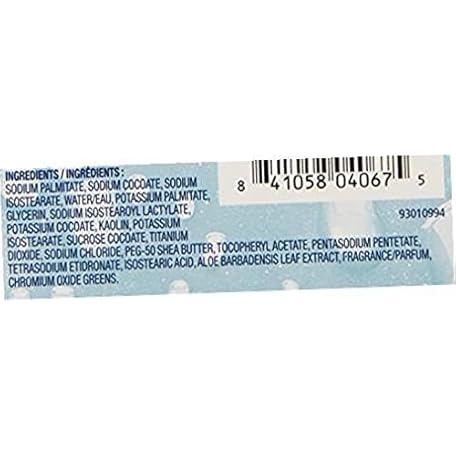 INGREDIENTS / INGRÉDIENTS :
SODIUM PALMITATE, SODIUM COCOATE, SODIUM
ISOSTEARATE, WATER/EAU, POTASSIUM PALMITATE,
GLYCERIN, SODIUM ISOSTEAROYL LACTYLATE,
POTASSIUM COCOATE, KAOLIN, POTASSIUM
ISOSTEARATE, SUCROSE COCOATE, TITANIUM
DIOXIDE, SODIUM CHLORIDE, PEG-50 SHEA BUTTER, TOCOPHERYL ACETATE, PENTASODIUM PENTETATE,
TETRASODIUM ETIDRONATE, ISOSTEARIC ACID, ALOE BARBADENSIS LEAF EXTRACT, FRAGRANCE/PARFUM,
CHROMIUM OXIDE GREENS.
8 41058 04067 5
93010994